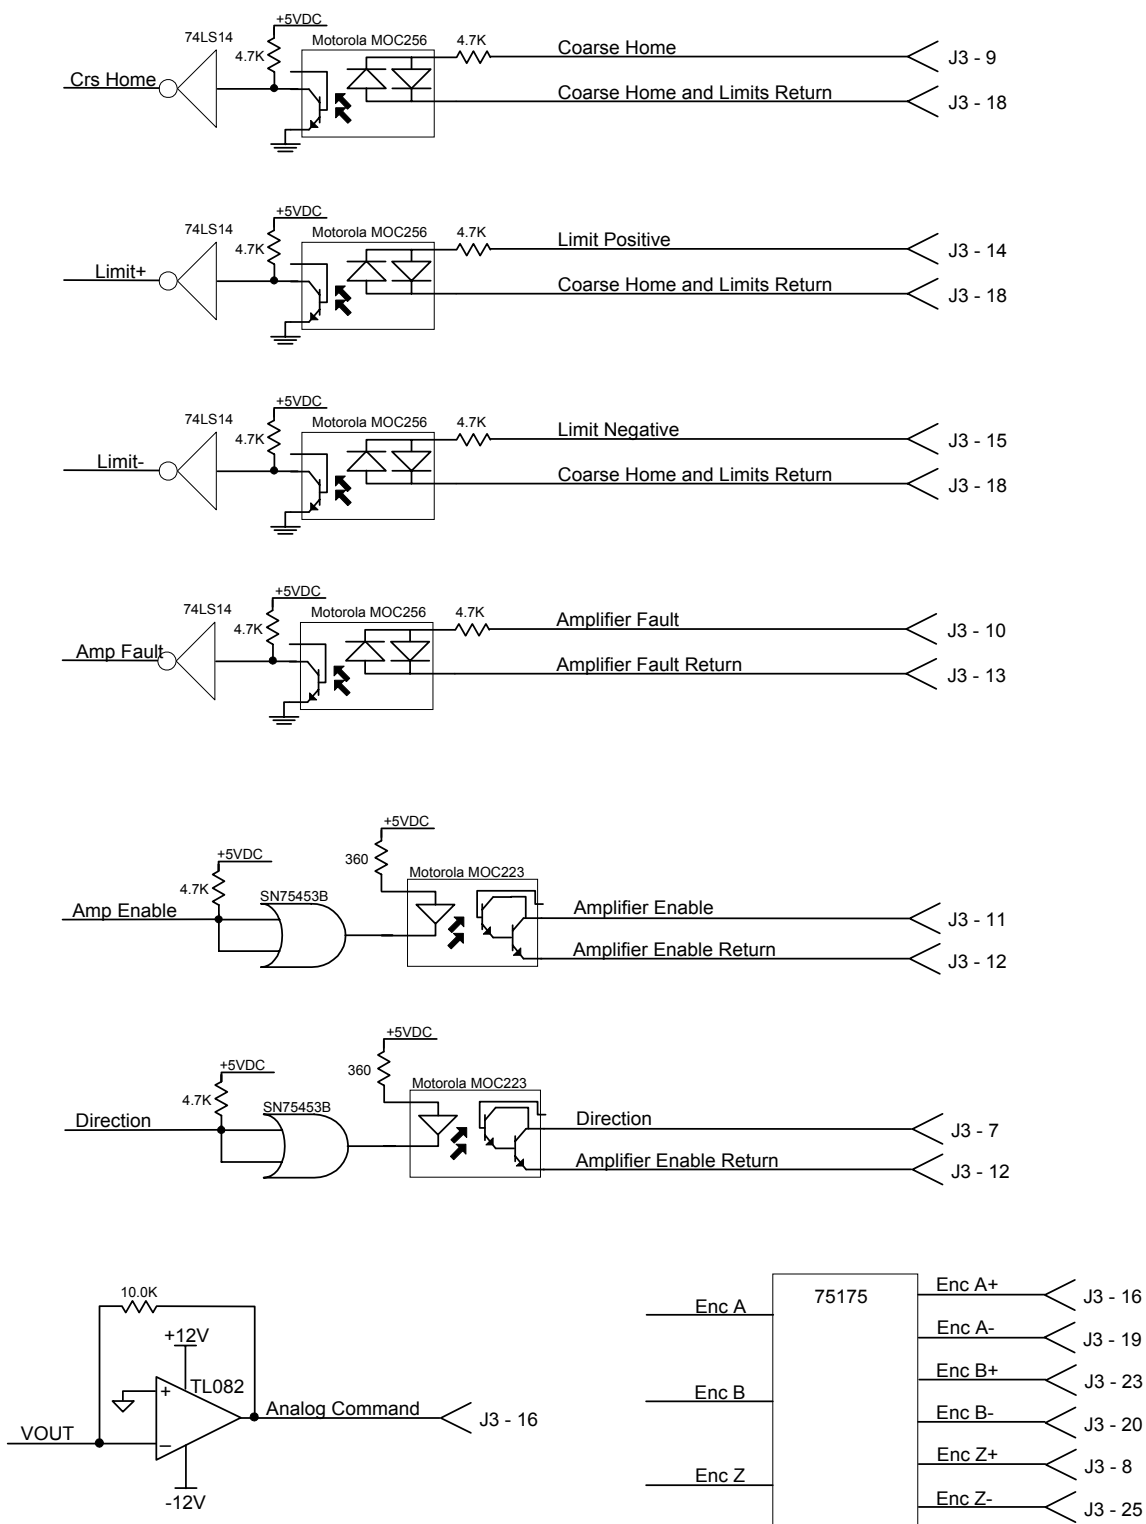 +5VDC
74LS14
4.7K
Motorola MOC256
4.7K
Coarse Home
J3 - 9
Crs Home
Coarse Home and Limits Return
J3 - 18
+5VDC
74LS14
4.7K
Motorola MOC256
4.7K
Limit Positive
J3 - 14
Limit+
Coarse Home and Limits Return
J3 - 18
+5VDC
74LS14
4.7K
Motorola MOC256
4.7K
Limit Negative
J3 - 15
Limit-
Coarse Home and Limits Return
J3 - 18
+5VDC
74LS14
4.7K
Motorola MOC256
4.7K
Amplifier Fault
J3 - 10
Amp Fault
Amplifier Fault Return
J3 - 13
+5VDC
360
+5VDC
4.7K
SN75453B
Motorola MOC223
Amp Enable
Amplifier Enable
J3 - 11
Amplifier Enable Return
J3 - 12
+5VDC
360
+5VDC
4.7K
SN75453B
Motorola MOC223
Direction
Direction
J3 - 7
Amplifier Enable Return
J3 - 12
10.0K
+12V
+
TL082
Analog Command
J3 - 16
VOUT
–
-12V
75175
Enc A
Enc B
Enc Z
Enc A+
J3 - 16
Enc A-
J3 - 19
Enc B+
J3 - 23
Enc B-
J3 - 20
Enc Z+
J3 - 8
Enc Z-
J3 - 25